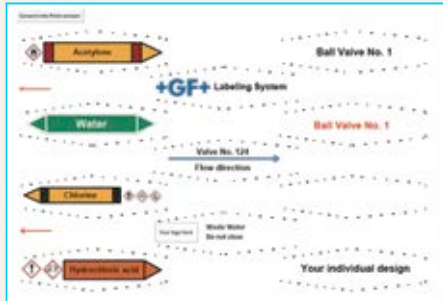 Acetylene
Ball Valve No. 1
+GF+ Labeling System
Water
Ball Valve No. 1
Valve No. 124
Flow direction
Chlorine
Your logo here
Waste Water
Do not close
Hydrochloric acid
Your individual design